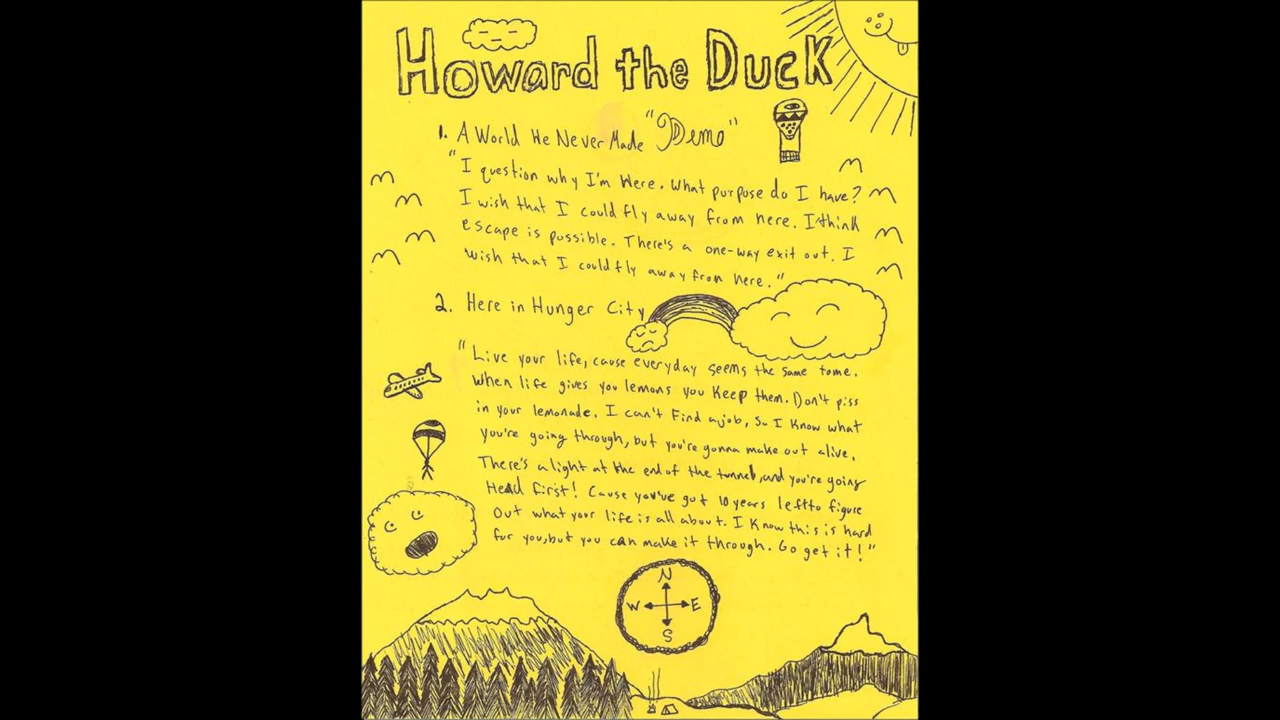 Howard the Duck
1. A World He Never Made "Demo"
"I question why I'm Here. What purpose do I have?
I wish that I could fly away from here. I think
escape is possible. There's a one-way exit out. I
wish that I could fly away from here."
2. Here in Hunger City
"Live your life, cause everyday seems the same to me.
When life gives you lemons you Keep them. Don't piss
in your lemonade. I can't Find a job, So I Know what
you're going through, but you're gonna make out alive.
There's a light at the end of the tunnel, and you're going
Head first! Cause you've got 10 years left to figure
Out what your life is all about. I Know this is hard
for you, but you can make it through. Go get it!"
N
W E
S